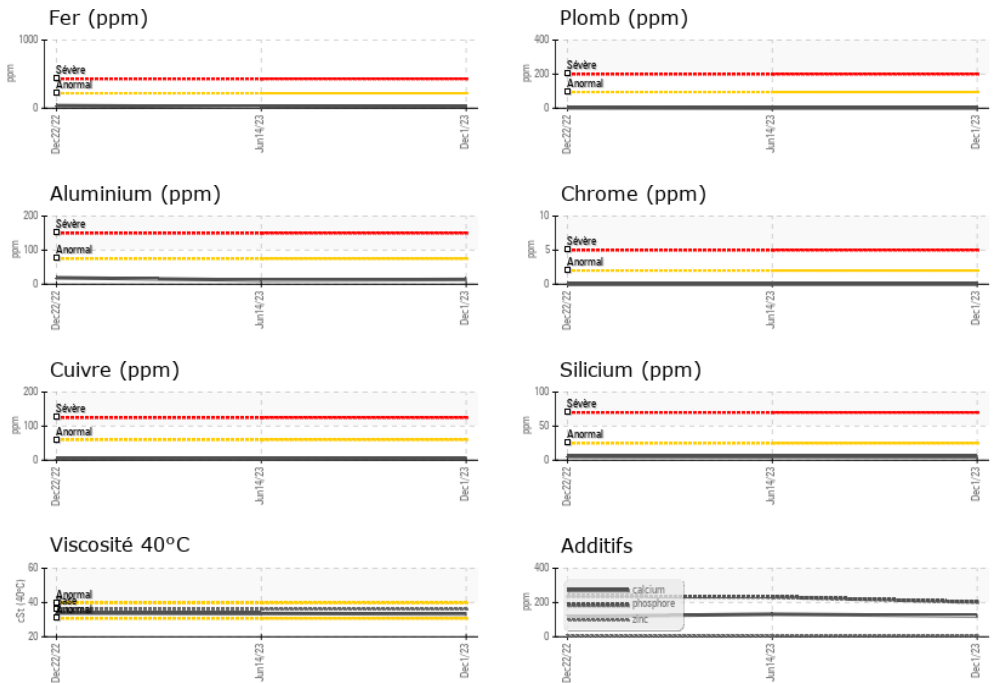 Fer (ppm)
1000
ppm
Sévère
Anormal
0
Dec22/22
Jun14/23
Dec1/23
Plomb (ppm)
400
200
ppm
Sévère
Anormal
0
Dec22/22
Jun14/23
Dec1/23
Aluminium (ppm)
200
Sévère
100
ppm
Anormal
0
Dec22/22
Jun14/23
Dec1/23
Chrome (ppm)
10
Sévère
5
ppm
Anormal
0
Dec22/22
Jun14/23
Dec1/23
Cuivre (ppm)
200
Sévère
100
ppm
Anormal
0
Dec22/22
Jun14/23
Dec1/23
Silicium (ppm)
100
Sévère
50
ppm
Anormal
0
Dec22/22
Jun14/23
Dec1/23
Viscosité 40°C
60
Anormal
40
Base
Anormal
cSt (40°C)
20
Dec22/22
Jun14/23
Dec1/23
Additifs
400
calcium
200
phosphore
ppm
zinc
0
Dec22/22
Jun14/23
Dec1/23